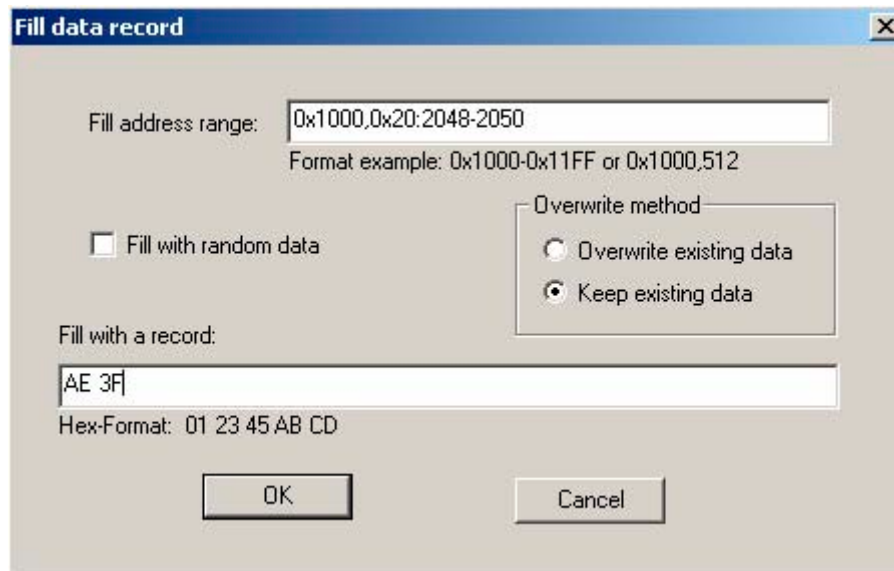 Fill data record
Fill address range: 0x1000,0x20:2048-2050
Format example: 0x1000-0x11FF or 0x1000,512
Overwrite method
Fill with random data
Overwrite existing data
Keep existing data
Fill with a record:
AE 3F
Hex-Format: 01 23 45 AB CD
OK Cancel